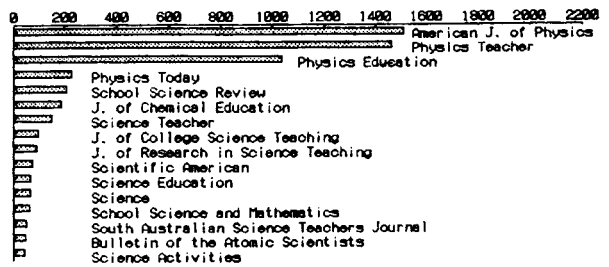 0 200 400 600 800 1000 1200 1400 1600 1800 2000 2200
American J. of Physics
Physics Teacher
Physics Education
Physics Today
School Science Review
J. of Chemical Education
Science Teacher
J. of College Science Teaching
J. of Research in Science Teaching
Scientific American
Science Education
Science
School Science and Mathematics
South Australian Science Teachers Journal
Bulletin of the Atomic Scientists
Science Activities